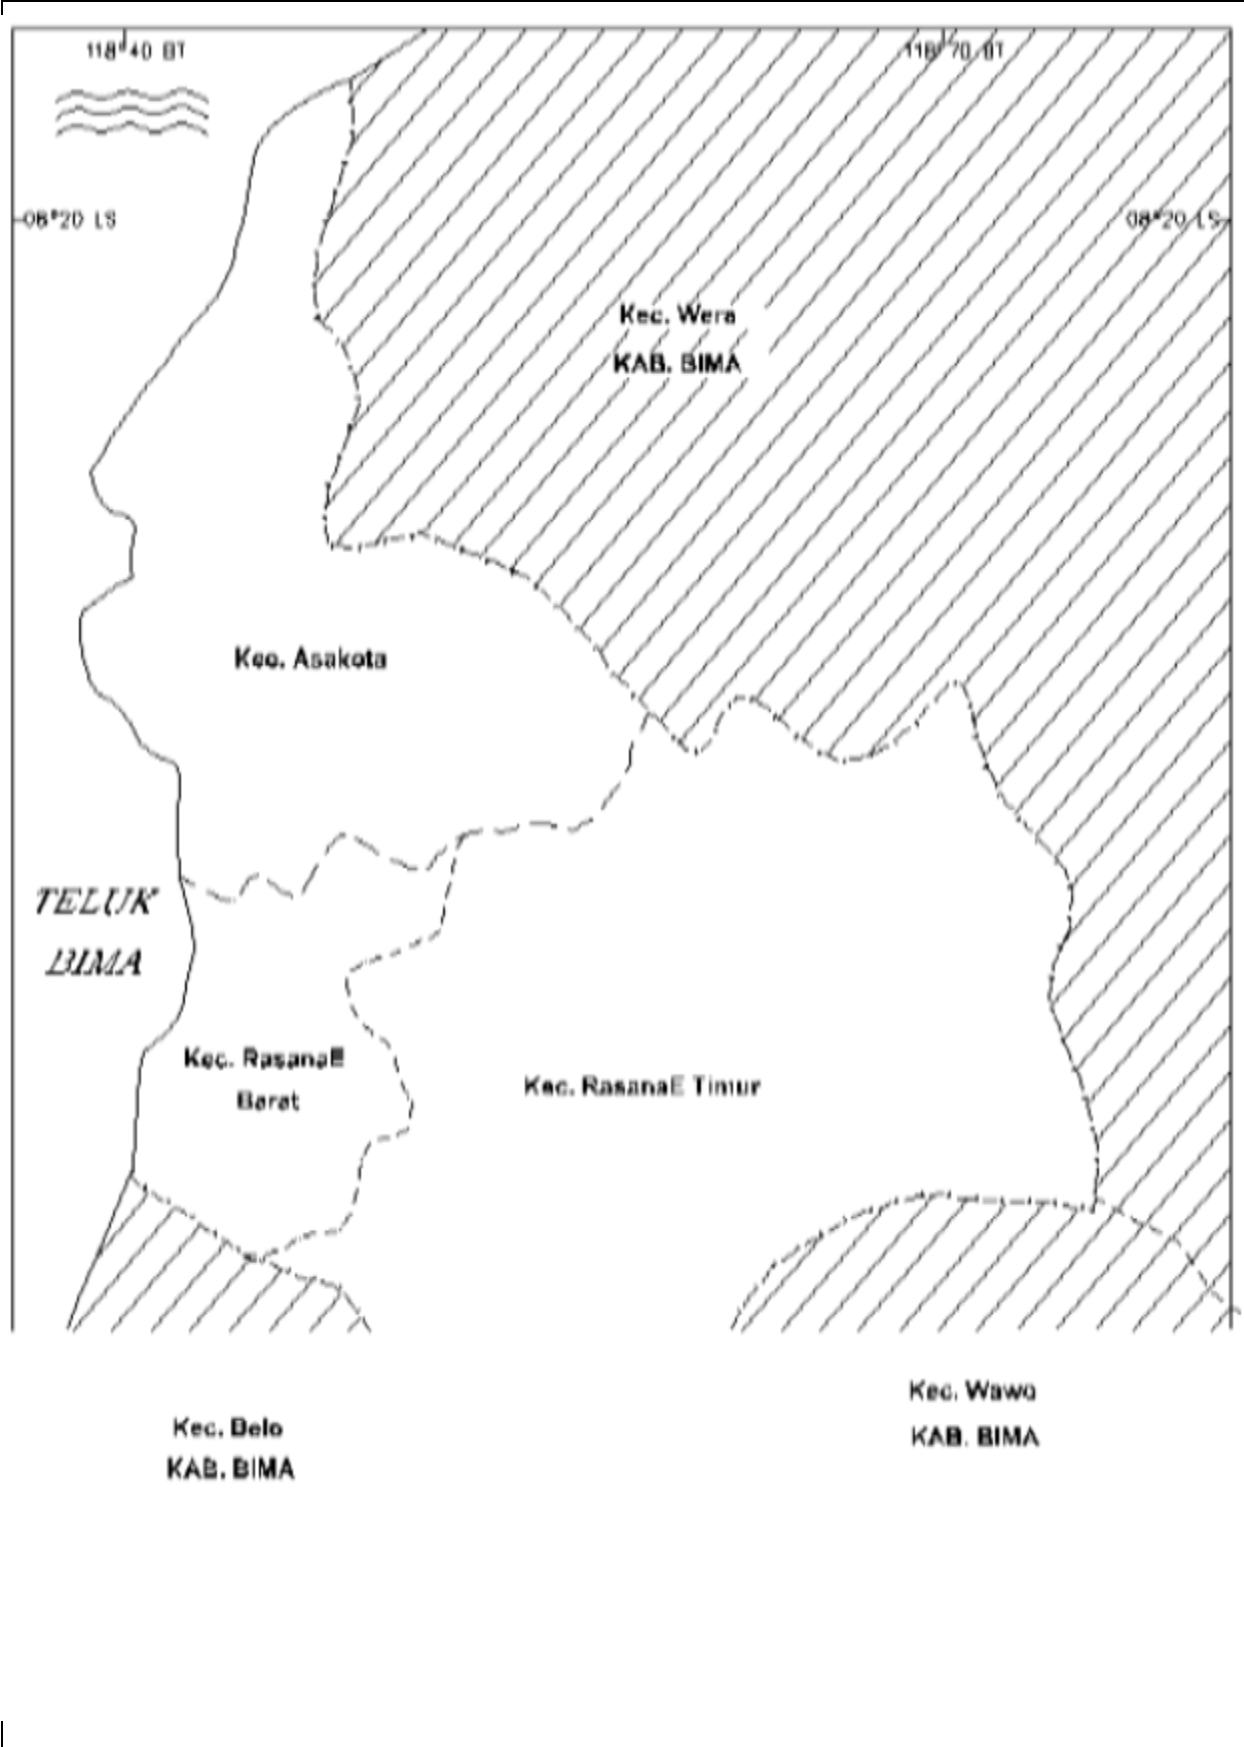 118°40 BT
118°70 BT
08°20 LS
08°20 LS
Kec. Wera
KAB. BIMA
Kec. Asakota
TELUK
BIMA
Kec. RasanaE
Barat
Kec. RasanaE Timur
Kec. Wawo
KAB. BIMA
Kec. Belo
KAB. BIMA